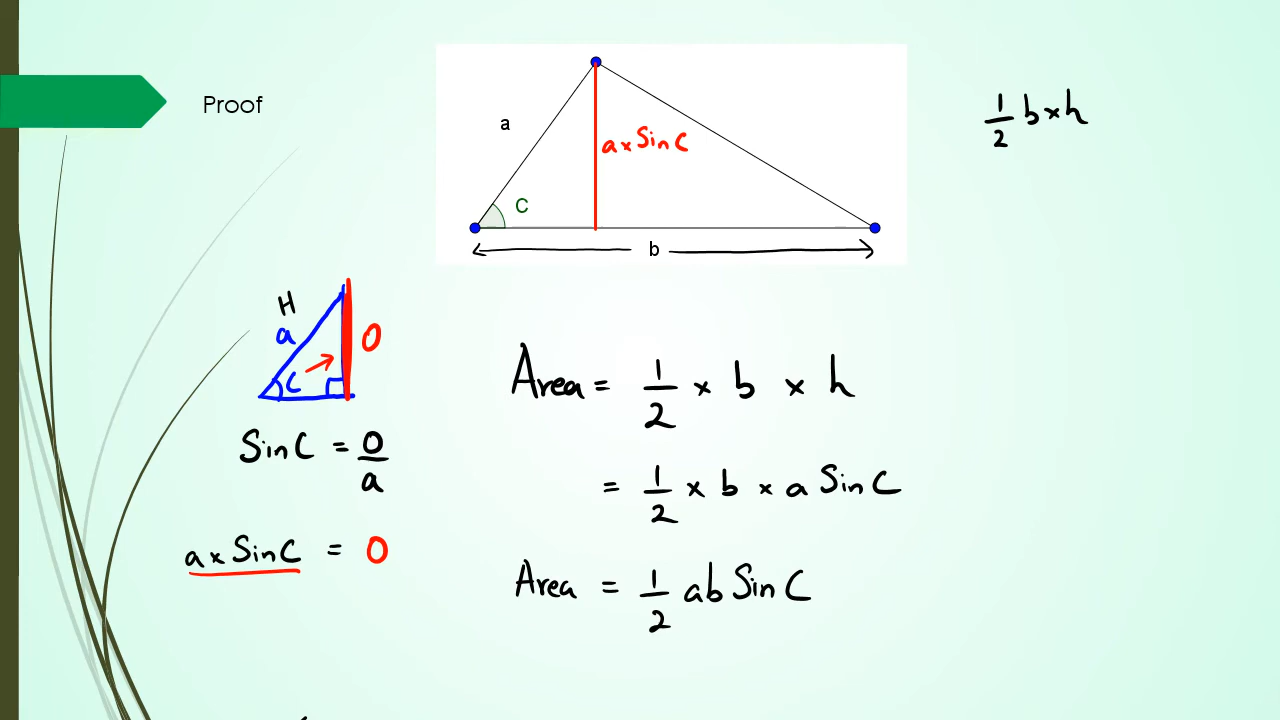 Proof
a
a x Sin C
C
b
1/2 b x h
H
a
O
C
Sin C = O/a
a x Sin C = O
Area = 1/2 x b x h
= 1/2 x b x a Sin C
Area = 1/2 ab Sin C